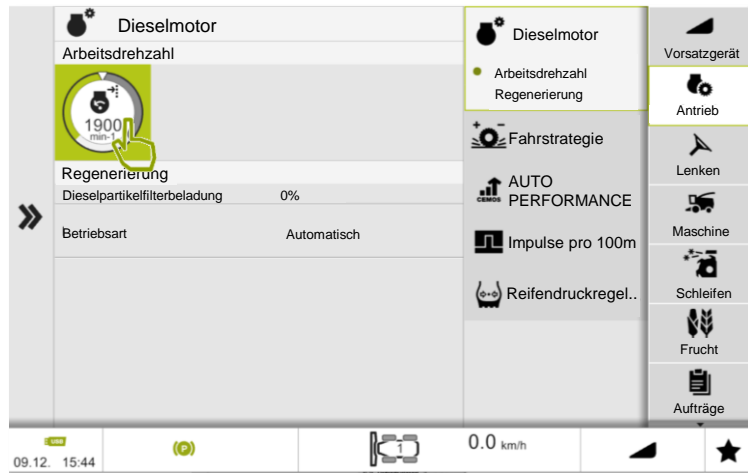 Dieselmotor
Arbeitsdrehzahl
1900
min-1
Regenerierung
Dieselpartikelfilterbeladung 0%
Betriebsart Automatisch
Dieselmotor
Arbeitsdrehzahl
Regenerierung
Fahrstrategie
CEMOS
AUTO
PERFORMANCE
Impulse pro 100m
Reifendruckregel..
Vorsatzgerät
Antrieb
Lenken
Maschine
Schleifen
Frucht
Aufträge
USB
09.12. 15:44
(P)
1
0.0 km/h